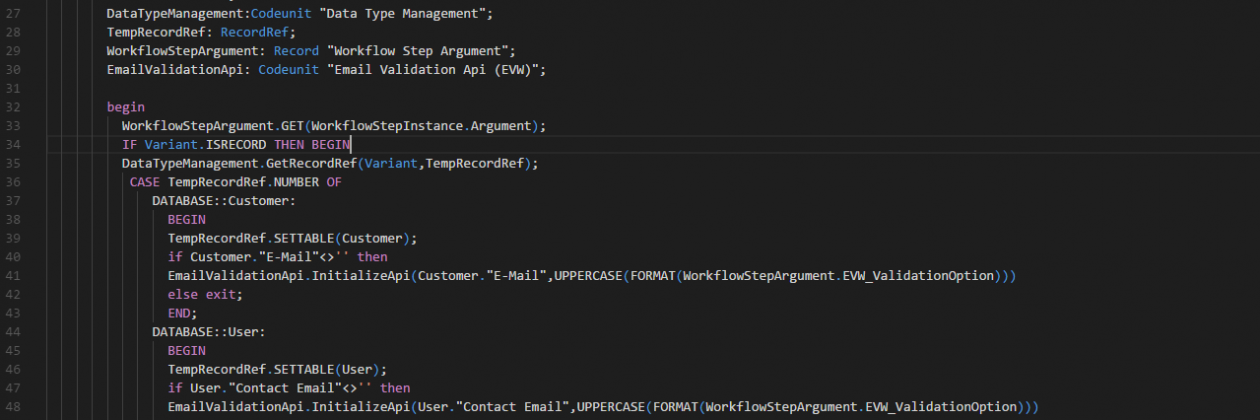 27 DataTypeManagement:Codeunit "Data Type Management";
28 TempRecordRef: RecordRef;
29 WorkflowStepArgument: Record "Workflow Step Argument";
30 EmailValidationApi: Codeunit "Email Validation Api (EVW)";
31
32 begin
33 WorkflowStepArgument.GET(WorkflowStepInstance.Argument);
34 IF Variant.ISRECORD THEN BEGIN
35 DataTypeManagement.GetRecordRef(Variant,TempRecordRef);
36 CASE TempRecordRef.NUMBER OF
37 DATABASE::Customer:
38 BEGIN
39 TempRecordRef.SETTABLE(Customer);
40 if Customer."E-Mail"<>'' then
41 EmailValidationApi.InitializeApi(Customer."E-Mail",UPPERCASE(FORMAT(WorkflowStepArgument.EVW_ValidationOption)))
42 else exit;
43 END;
44 DATABASE::User:
45 BEGIN
46 TempRecordRef.SETTABLE(User);
47 if User."Contact Email"<>'' then
48 EmailValidationApi.InitializeApi(User."Contact Email",UPPERCASE(FORMAT(WorkflowStepArgument.EVW_ValidationOption)))